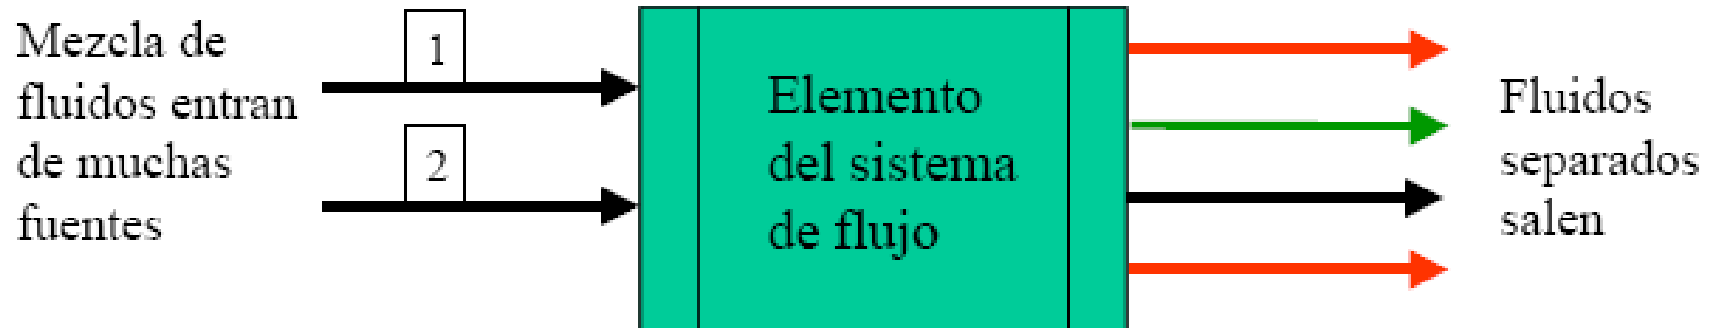 Mezcla de
fluidos entran
de muchas
fuentes
1
2
Elemento
del sistema
de flujo
Fluidos
separados
salen